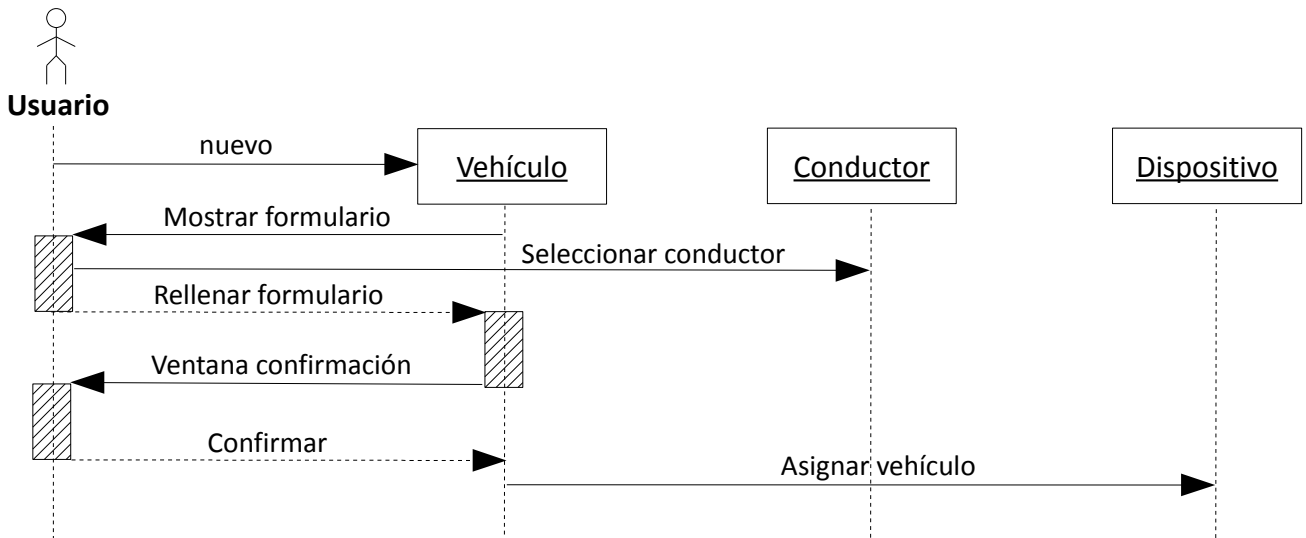 Usuario
nuevo
Vehículo
Conductor
Dispositivo
Mostrar formulario
Seleccionar conductor
Rellenar formulario
Ventana confirmación
Confirmar
Asignar vehículo